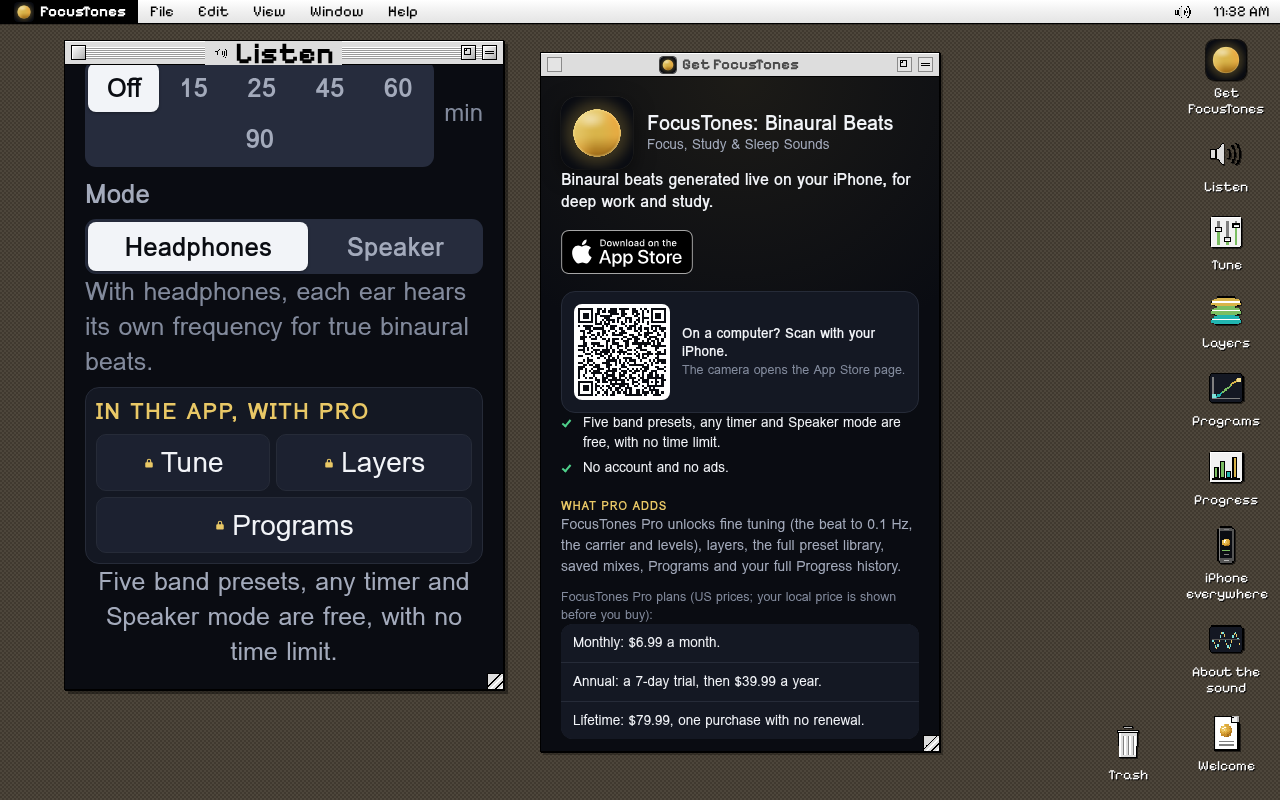 FocusTones File Edit View Window Help 11:32 AM
Listen
Off 15 25 45 60
90
min
Mode
Headphones Speaker
With headphones, each ear hears
its own frequency for true binaural
beats.
IN THE APP, WITH PRO
Tune Layers
Programs
Five band presets, any timer and
Speaker mode are free, with no
time limit.
Get FocusTones
FocusTones: Binaural Beats
Focus, Study & Sleep Sounds
Binaural beats generated live on your iPhone, for
deep work and study.
Download on the
App Store
On a computer? Scan with your
iPhone.
The camera opens the App Store page.
Five band presets, any timer and Speaker mode are
free, with no time limit.
No account and no ads.
WHAT PRO ADDS
FocusTones Pro unlocks fine tuning (the beat to 0.1 Hz,
the carrier and levels), layers, the full preset library,
saved mixes, Programs and your full Progress history.
FocusTones Pro plans (US prices; your local price is shown
before you buy):
Monthly: $6.99 a month.
Annual: a 7-day trial, then $39.99 a year.
Lifetime: $79.99, one purchase with no renewal.
Get
FocusTones
Listen
Tune
Layers
Programs
Progress
iPhone
everywhere
About the
sound
Welcome
Trash